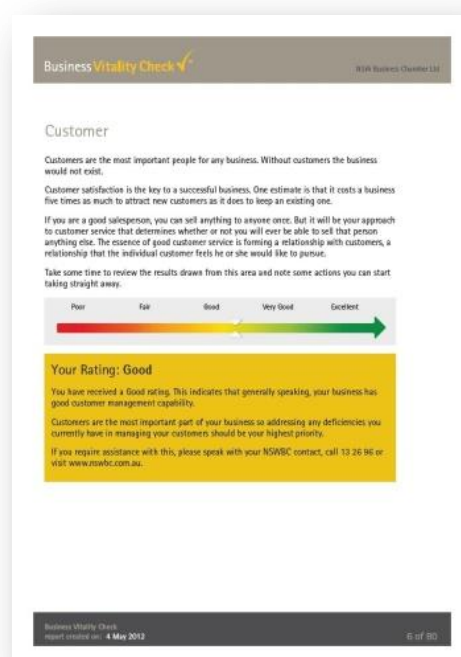 Business Vitality Check
NSW Business Chamber Ltd
Customer
Customers are the most important people for any business. Without customers the business
would not exist.
Customer satisfaction is the key to a successful business. One estimate is that it costs a business
five times as much to attract new customers as it does to keep an existing one.
If you are a good salesperson, you can sell anything to anyone once. But it will be your approach
to customer service that determines whether or not you will ever be able to sell that person
anything else. The essence of good customer service is forming a relationship with customers, a
relationship that the individual customer feels he or she would like to pursue.
Take some time to review the results drawn from this area and note some actions you can start
taking straight away.
Poor Fair Good Very Good Excellent
Your Rating: Good
You have received a Good rating. This indicates that generally speaking, your business has
good customer management capability.
Customers are the most important part of your business so addressing any deficiencies you
currently have in managing your customers should be your highest priority.
If you require assistance with this, please speak with your NSWBC contact, call 13 26 96 or
visit www.nswbc.com.au.
Business Vitality Check
report created on: 4 May 2012
6 of 80